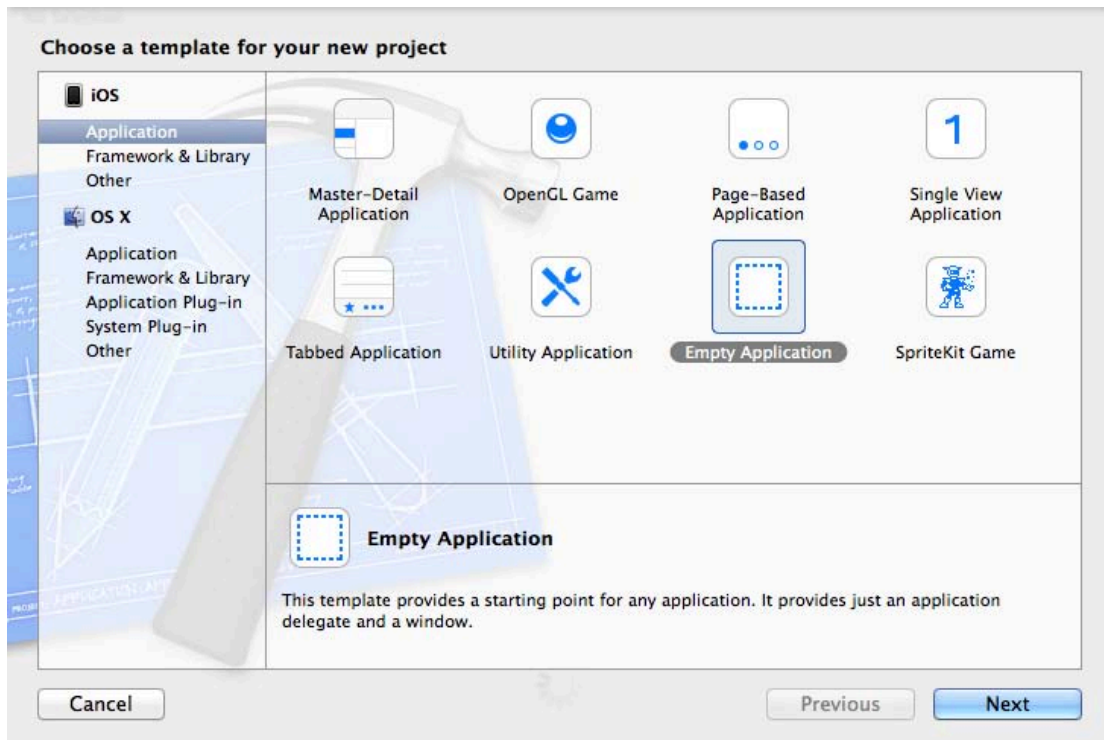 Choose a template for your new project
iOS
Application
Framework & Library
Other
OS X
Application
Framework & Library
Application Plug-in
System Plug-in
Other
Master-Detail
Application
OpenGL Game
Page-Based
Application
1
Single View
Application
Tabbed Application
Utility Application
Empty Application
SpriteKit Game
Empty Application
This template provides a starting point for any application. It provides just an application
delegate and a window.
Cancel
Previous
Next